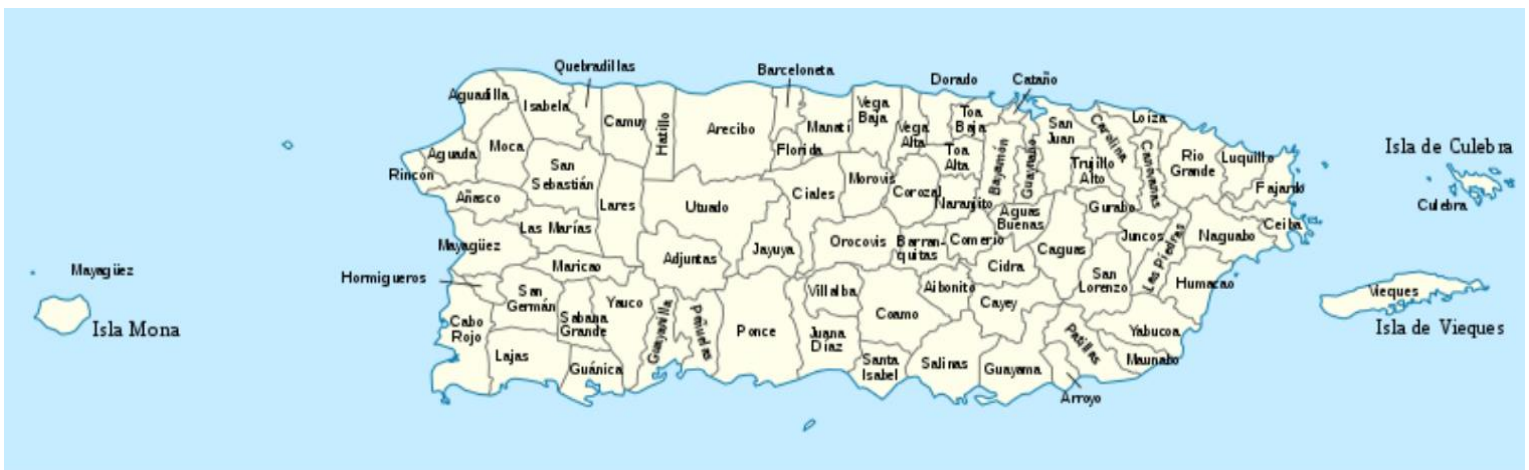 Quebradillas
Barceloneta
Dorado
Cataño
Aguadilla
Isabela
Camuy
Hatillo
Arecibo
Manatí
Vega
Baja
Vega
Alta
Toa
Baja
San
Juan
Carolina
Loíza
Aguada
Moca
Florida
Toa
Alta
Bayamón
Guaynabo
Trujillo
Alto
Canóvanas
Río
Grande
Luquillo
Isla de Culebra
Rincón
San
Sebastián
Ciales
Morovis
Corozal
Naranjito
Fajardo
Culebra
Añasco
Lares
Utuado
Aguas
Buenas
Gurabo
Ceiba
Las Marías
Mayagüez
Jayuya
Orocovis
Barran-
quitas
Comerío
Caguas
Juncos
Las Piedras
Naguabo
Maricao
Adjuntas
Cidra
Mayagüez
Hormigueros
San
Germán
Sabana
Grande
Yauco
Guayanilla
Peñuelas
Villalba
Aibonito
San
Lorenzo
Humacao
Vieques
Isla Mona
Cabo
Rojo
Ponce
Juana
Díaz
Coamo
Cayey
Yabucoa
Isla de Vieques
Lajas
Guánica
Santa
Isabel
Salinas
Guayama
Patillas
Maunabo
Arroyo